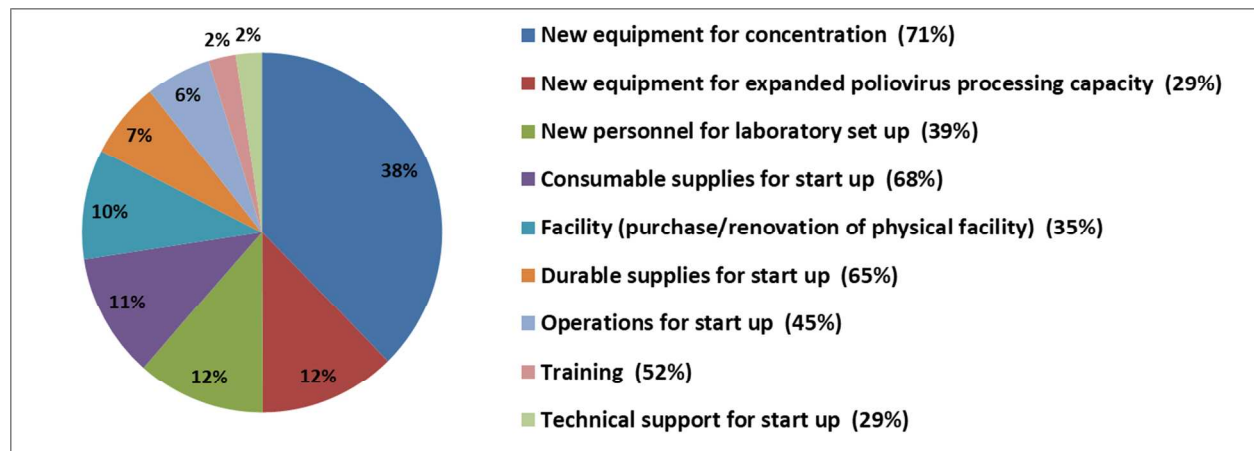 2% 2%
6%
7%
10%
11%
12%
12%
38%
New equipment for concentration (71%)
New equipment for expanded poliovirus processing capacity (29%)
New personnel for laboratory set up (39%)
Consumable supplies for start up (68%)
Facility (purchase/renovation of physical facility) (35%)
Durable supplies for start up (65%)
Operations for start up (45%)
Training (52%)
Technical support for start up (29%)